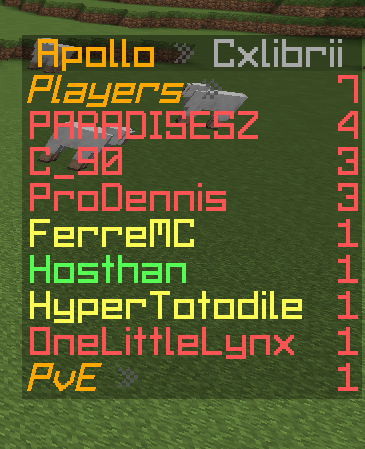 Apollo » Cxlibrii
Players » 7
PARADISESZ 4
C_90 3
ProDennis 3
FerreMC 1
Hosthan 1
HyperTotodile 1
OneLittleLynx 1
PvE » 1